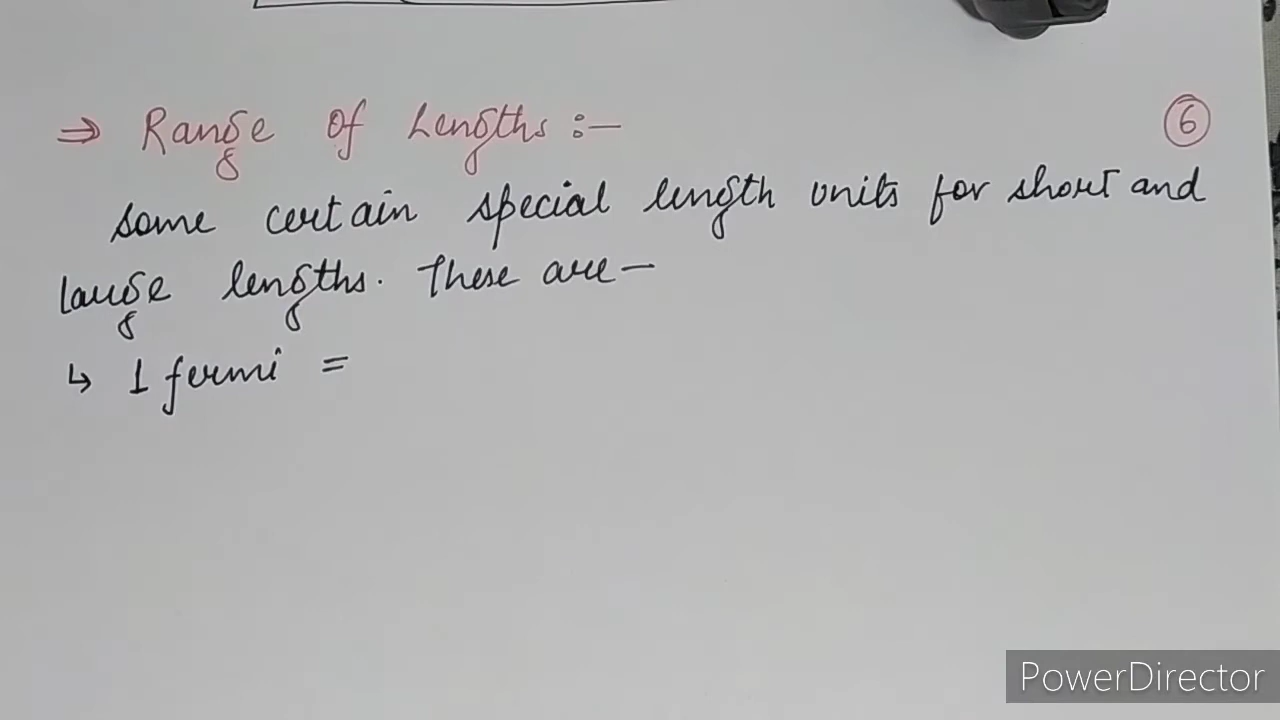 ⇒ Range of Lengths :— ⑥
some certain special length units for short and
large lengths. These are —
↳ 1 fermi =
PowerDirector